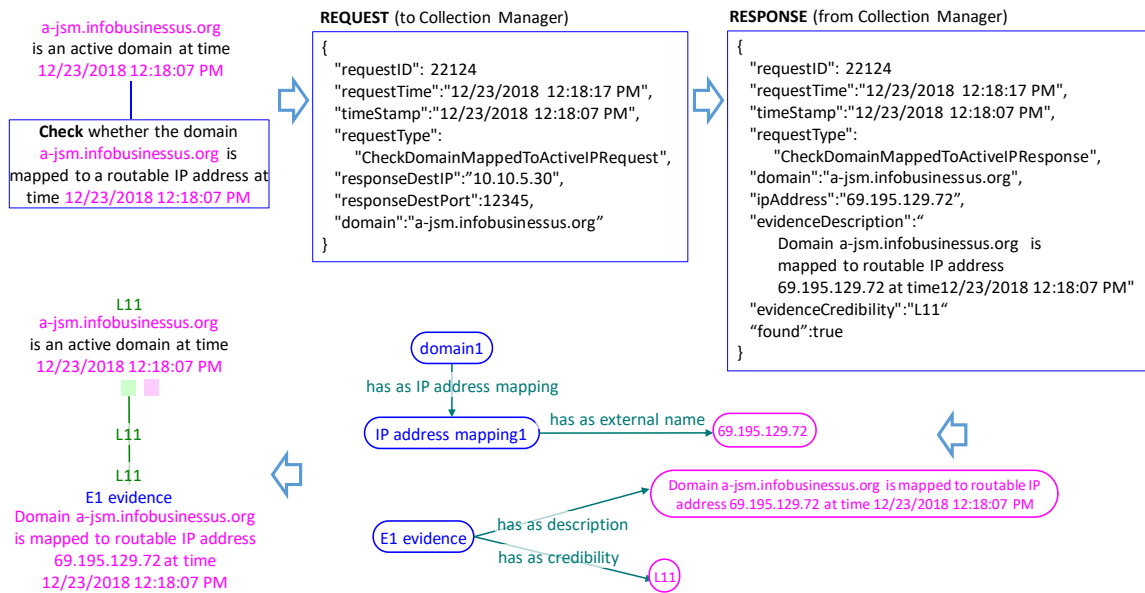 a-jsm.infobusinessus.org
is an active domain at time
12/23/2018 12:18:07 PM
Check whether the domain
a-jsm.infobusinessus.org is
mapped to a routable IP address at
time 12/23/2018 12:18:07 PM
REQUEST (to Collection Manager)
{
"requestID": 22124
"requestTime":"12/23/2018 12:18:17 PM",
"timeStamp":"12/23/2018 12:18:07 PM",
"requestType":
"CheckDomainMappedToActiveIPRequest",
"responseDestIP":”10.10.5.30",
"responseDestPort":12345,
"domain":"a-jsm.infobusinessus.org”
}
RESPONSE (from Collection Manager)
{
"requestID": 22124
"requestTime":"12/23/2018 12:18:17 PM",
"timeStamp":"12/23/2018 12:18:07 PM",
"requestType":
"CheckDomainMappedToActiveIPResponse",
"domain":"a-jsm.infobusinessus.org",
"ipAddress":"69.195.129.72”,
"evidenceDescription":“
Domain a-jsm.infobusinessus.org is
mapped to routable IP address
69.195.129.72 at time12/23/2018 12:18:07 PM"
"evidenceCredibility":"L11“
“found":true
}
L11
a-jsm.infobusinessus.org
is an active domain at time
12/23/2018 12:18:07 PM
L11
L11
E1 evidence
Domain a-jsm.infobusinessus.org
is mapped to routable IP address
69.195.129.72 at time
12/23/2018 12:18:07 PM
domain1
has as IP address mapping
IP address mapping1
has as external name
69.195.129.72
Domain a-jsm.infobusinessus.org is mapped to routable IP
address 69.195.129.72 at time 12/23/2018 12:18:07 PM
E1 evidence
has as description
has as credibility
L11